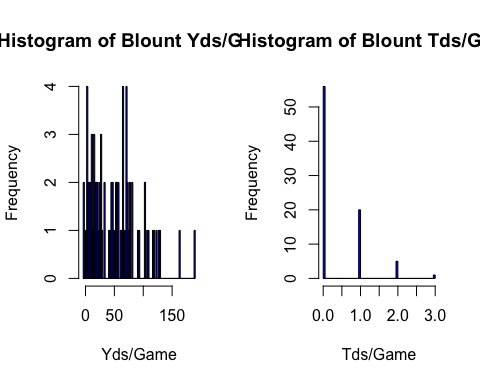 Histogram of Blount Yds/G
Histogram of Blount Tds/G
Frequency
4
3
2
1
0
0 50 150
Yds/Game
Frequency
50
40
30
20
10
0
0.0 1.0 2.0 3.0
Tds/Game